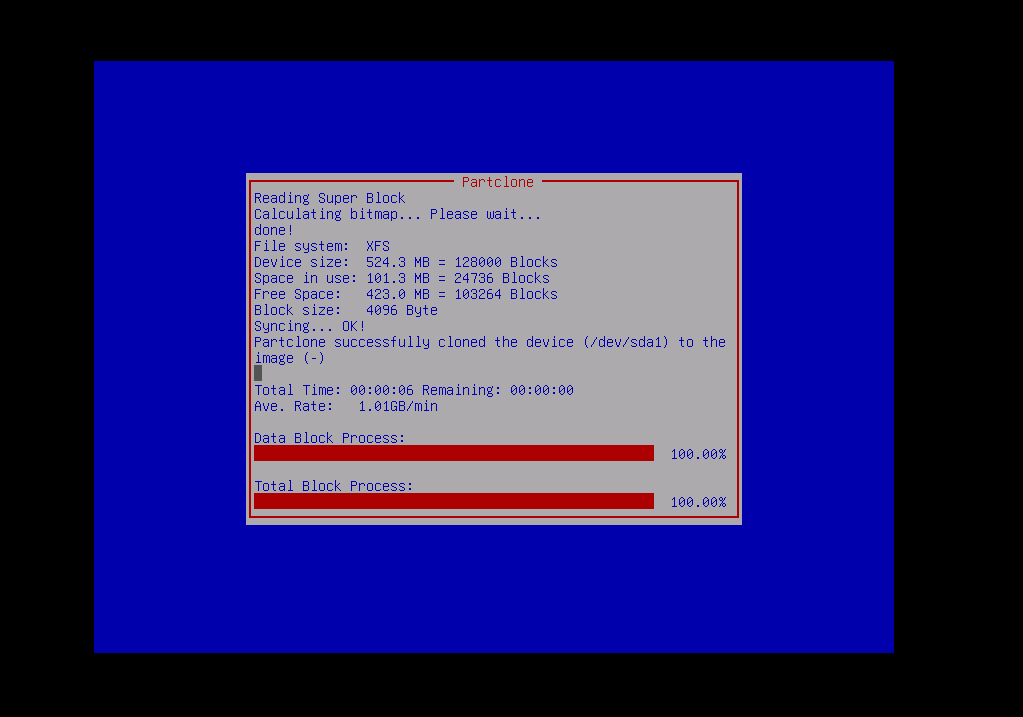 Partclone
Reading Super Block
Calculating bitmap... Please wait...
done!
File system:  XFS
Device size:  524.3 MB = 128000 Blocks
Space in use: 101.3 MB = 24736 Blocks
Free Space:   423.0 MB = 103264 Blocks
Block size:   4096 Byte
Syncing... OK!
Partclone successfully cloned the device (/dev/sda1) to the
image (-)
Total Time: 00:00:06 Remaining: 00:00:00
Ave. Rate:   1.01GB/min
Data Block Process:
100.00%
Total Block Process:
100.00%